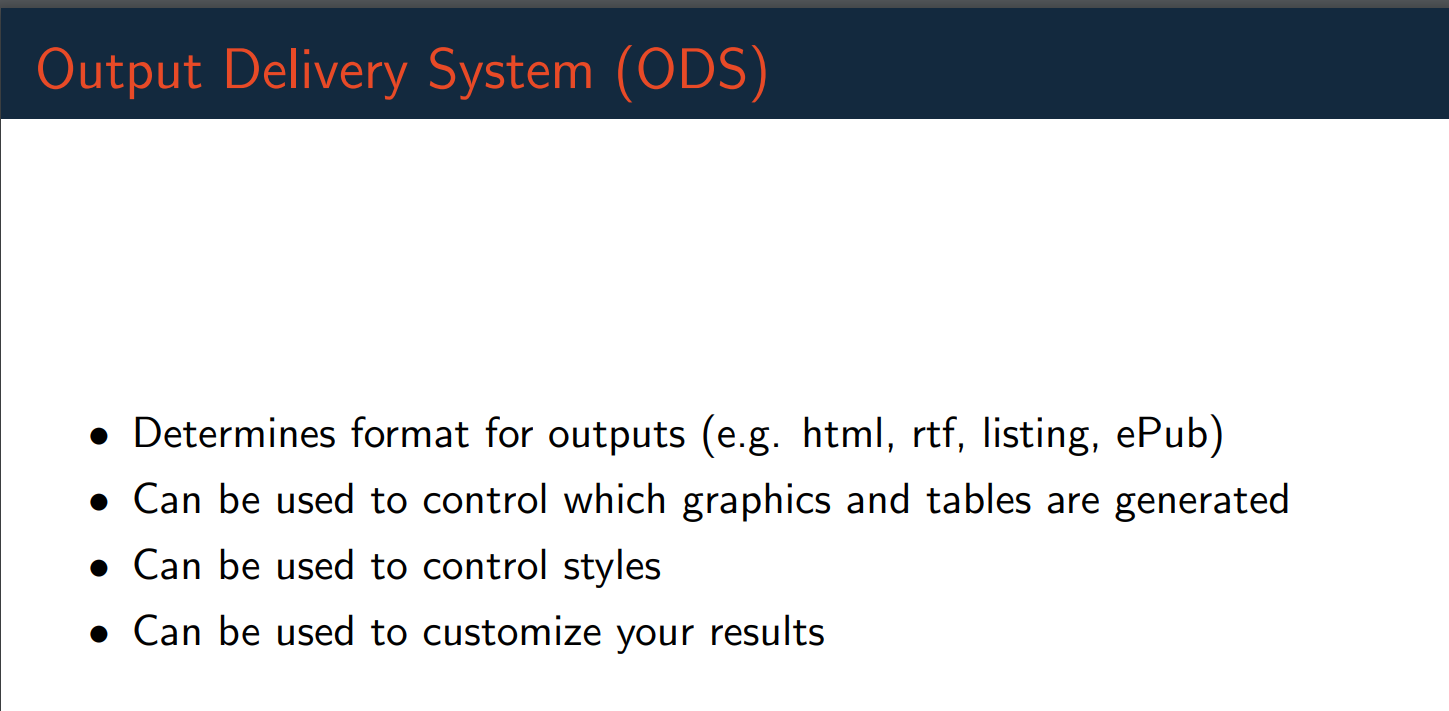 Output Delivery System (ODS)
• Determines format for outputs (e.g. html, rtf, listing, ePub)
• Can be used to control which graphics and tables are generated
• Can be used to control styles
• Can be used to customize your results